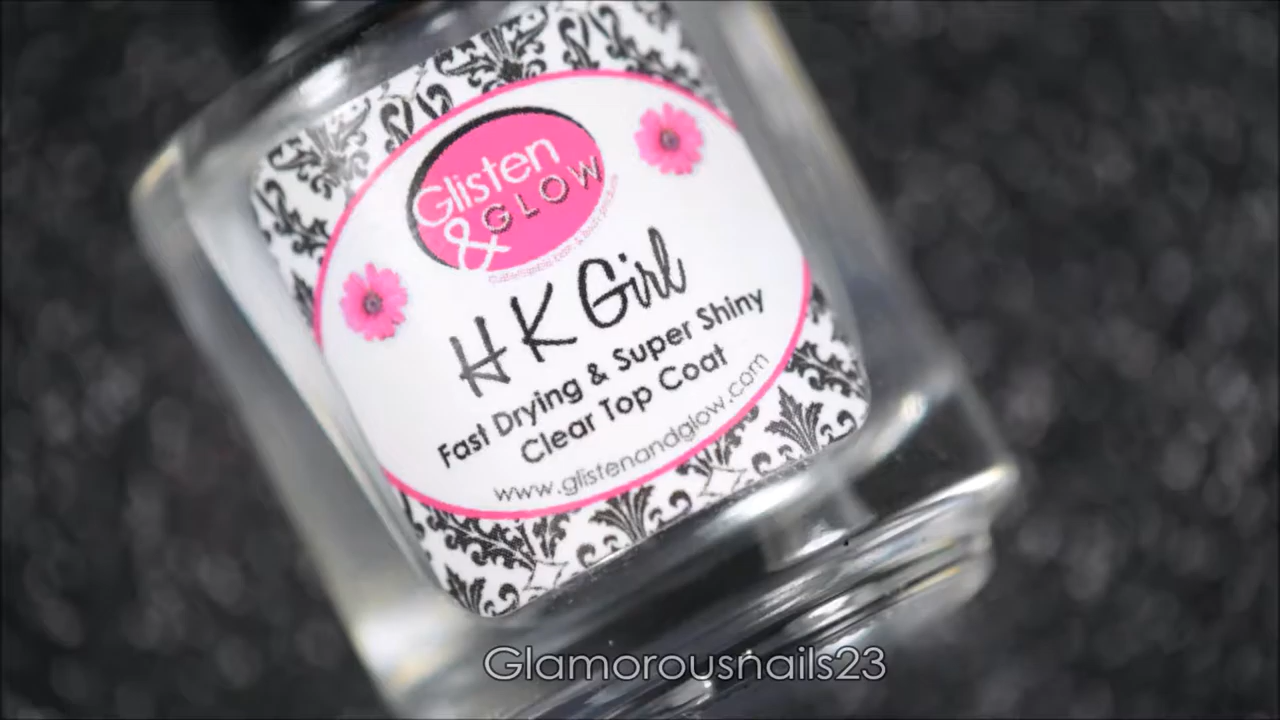 Glisten
& GLOW
H K Girl
Fast Drying & Super Shiny
Clear Top Coat
www.glistenandglow.com
Glamorousnails23